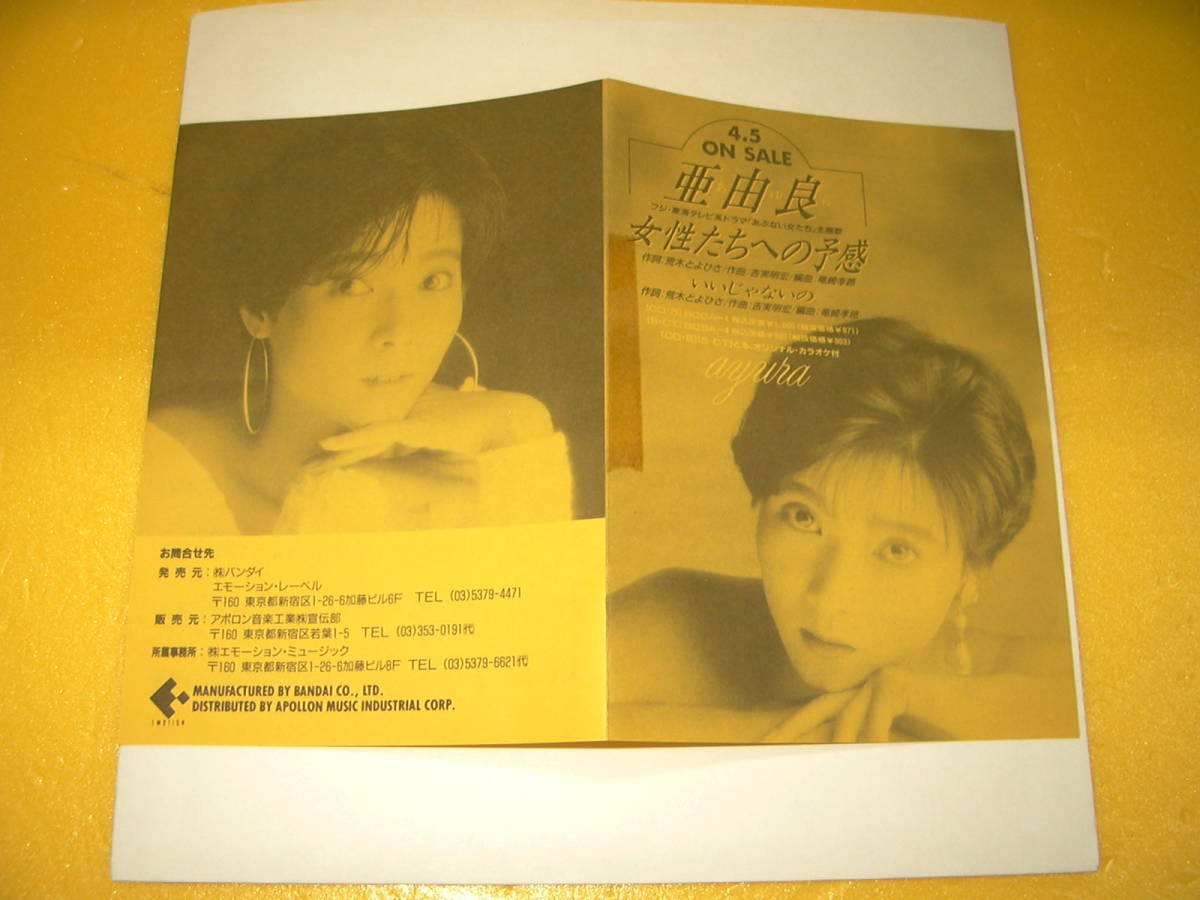 4.5
ON SALE
亜由良
フジ・東海テレビ系ドラマ「あぶない女たち」主題歌
女性たちへの予感
作詞:荒木とよひさ/作曲:吉実明宏/編曲:竜崎孝路
いいじゃないの
作詞:荒木とよひさ/作曲:吉実明宏/編曲:竜崎孝路
オリジナル・カラオケ付
ayura
お問合せ先
発売元:㈱バンダイ
エモーション・レーベル
〒160 東京都新宿区1-26-6加藤ビル6F TEL (03)5379-4471
販売元:アポロン音楽工業㈱宣伝部
〒160 東京都新宿区若葉1-5 TEL (03)353-0191代
所属事務所:㈱エモーション・ミュージック
〒160 東京都新宿区1-26-6加藤ビル8F TEL (03)5379-6621代
MANUFACTURED BY BANDAI CO., LTD.
DISTRIBUTED BY APOLLON MUSIC INDUSTRIAL CORP.
EMOTION